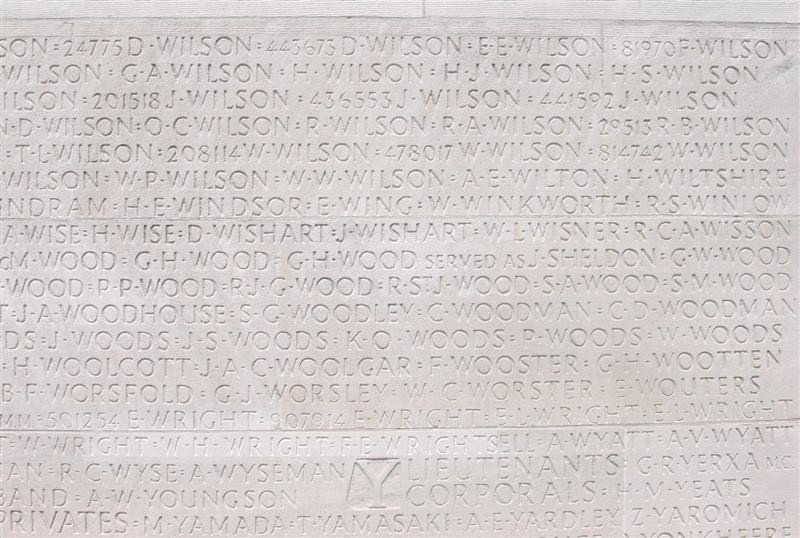 SON = 24775 D · WILSON = 443673 D · WILSON = E · E · WILSON = 81970 F · WILSON
WILSON = G · A · WILSON = H · WILSON = H · J · WILSON = H · S · WILSON
ILSON = 201518 J · WILSON = 436553 J · WILSON = 441592 J · WILSON
N · D · WILSON = O · C · WILSON = R · WILSON = R · A · WILSON = 29513 R · B · WILSON
= T · L · WILSON = 208114 W · WILSON = 478017 W · WILSON = 814742 W · WILSON
WILSON = W · P · WILSON = W · W · WILSON = A · E · WILTON = H · WILTSHIRE
NDRAM = H · E · WINDSOR = E · WING = W · WINKWORTH = R · S · WINLOW
A · WISE = H · WISE = D · WISHART = J · WISHART = W · L · WISNER = R · C · A · WISSON
M · WOOD = G · H · WOOD = G · H · WOOD SERVED AS J · SHELDON = G · W · WOOD
WOOD = P · P · WOOD = R · J · G · WOOD = R · ST J · WOOD = S · A · WOOD = S · M · WOOD
T = J · A · WOODHOUSE = S · G · WOODLEY = G · WOODMAN = C · D · WOODMAN
DS = J · WOODS = J · S · WOODS = K · O · WOODS = P · WOODS = W · WOODS
= H · WOOLCOTT = J · A · C · WOOLGAR = F · WOOSTER = G · H · WOOTTEN
B · F · WORSFOLD = G · J · WORSLEY = W · C · WORSTER = E · WOUTERS
MM = 501254 E · WRIGHT = 907014 E · WRIGHT = E · L · WRIGHT = E · L · WRIGHT
T · W · WRIGHT = W · H · WRIGHT = F · E · WRIGHTSELL = A · WYATT = A · V · WYATT
AN = R · C · WYSE = A · WYSEMAN Y LIEUTENANTS = G · R · YERXA M.C.
BAND = A · W · YOUNGSON CORPORALS = H · M · YEATS
PRIVATES = M · YAMADA = T · YAMASAKI = A · E · YARDLEY = Z · YAROMICH